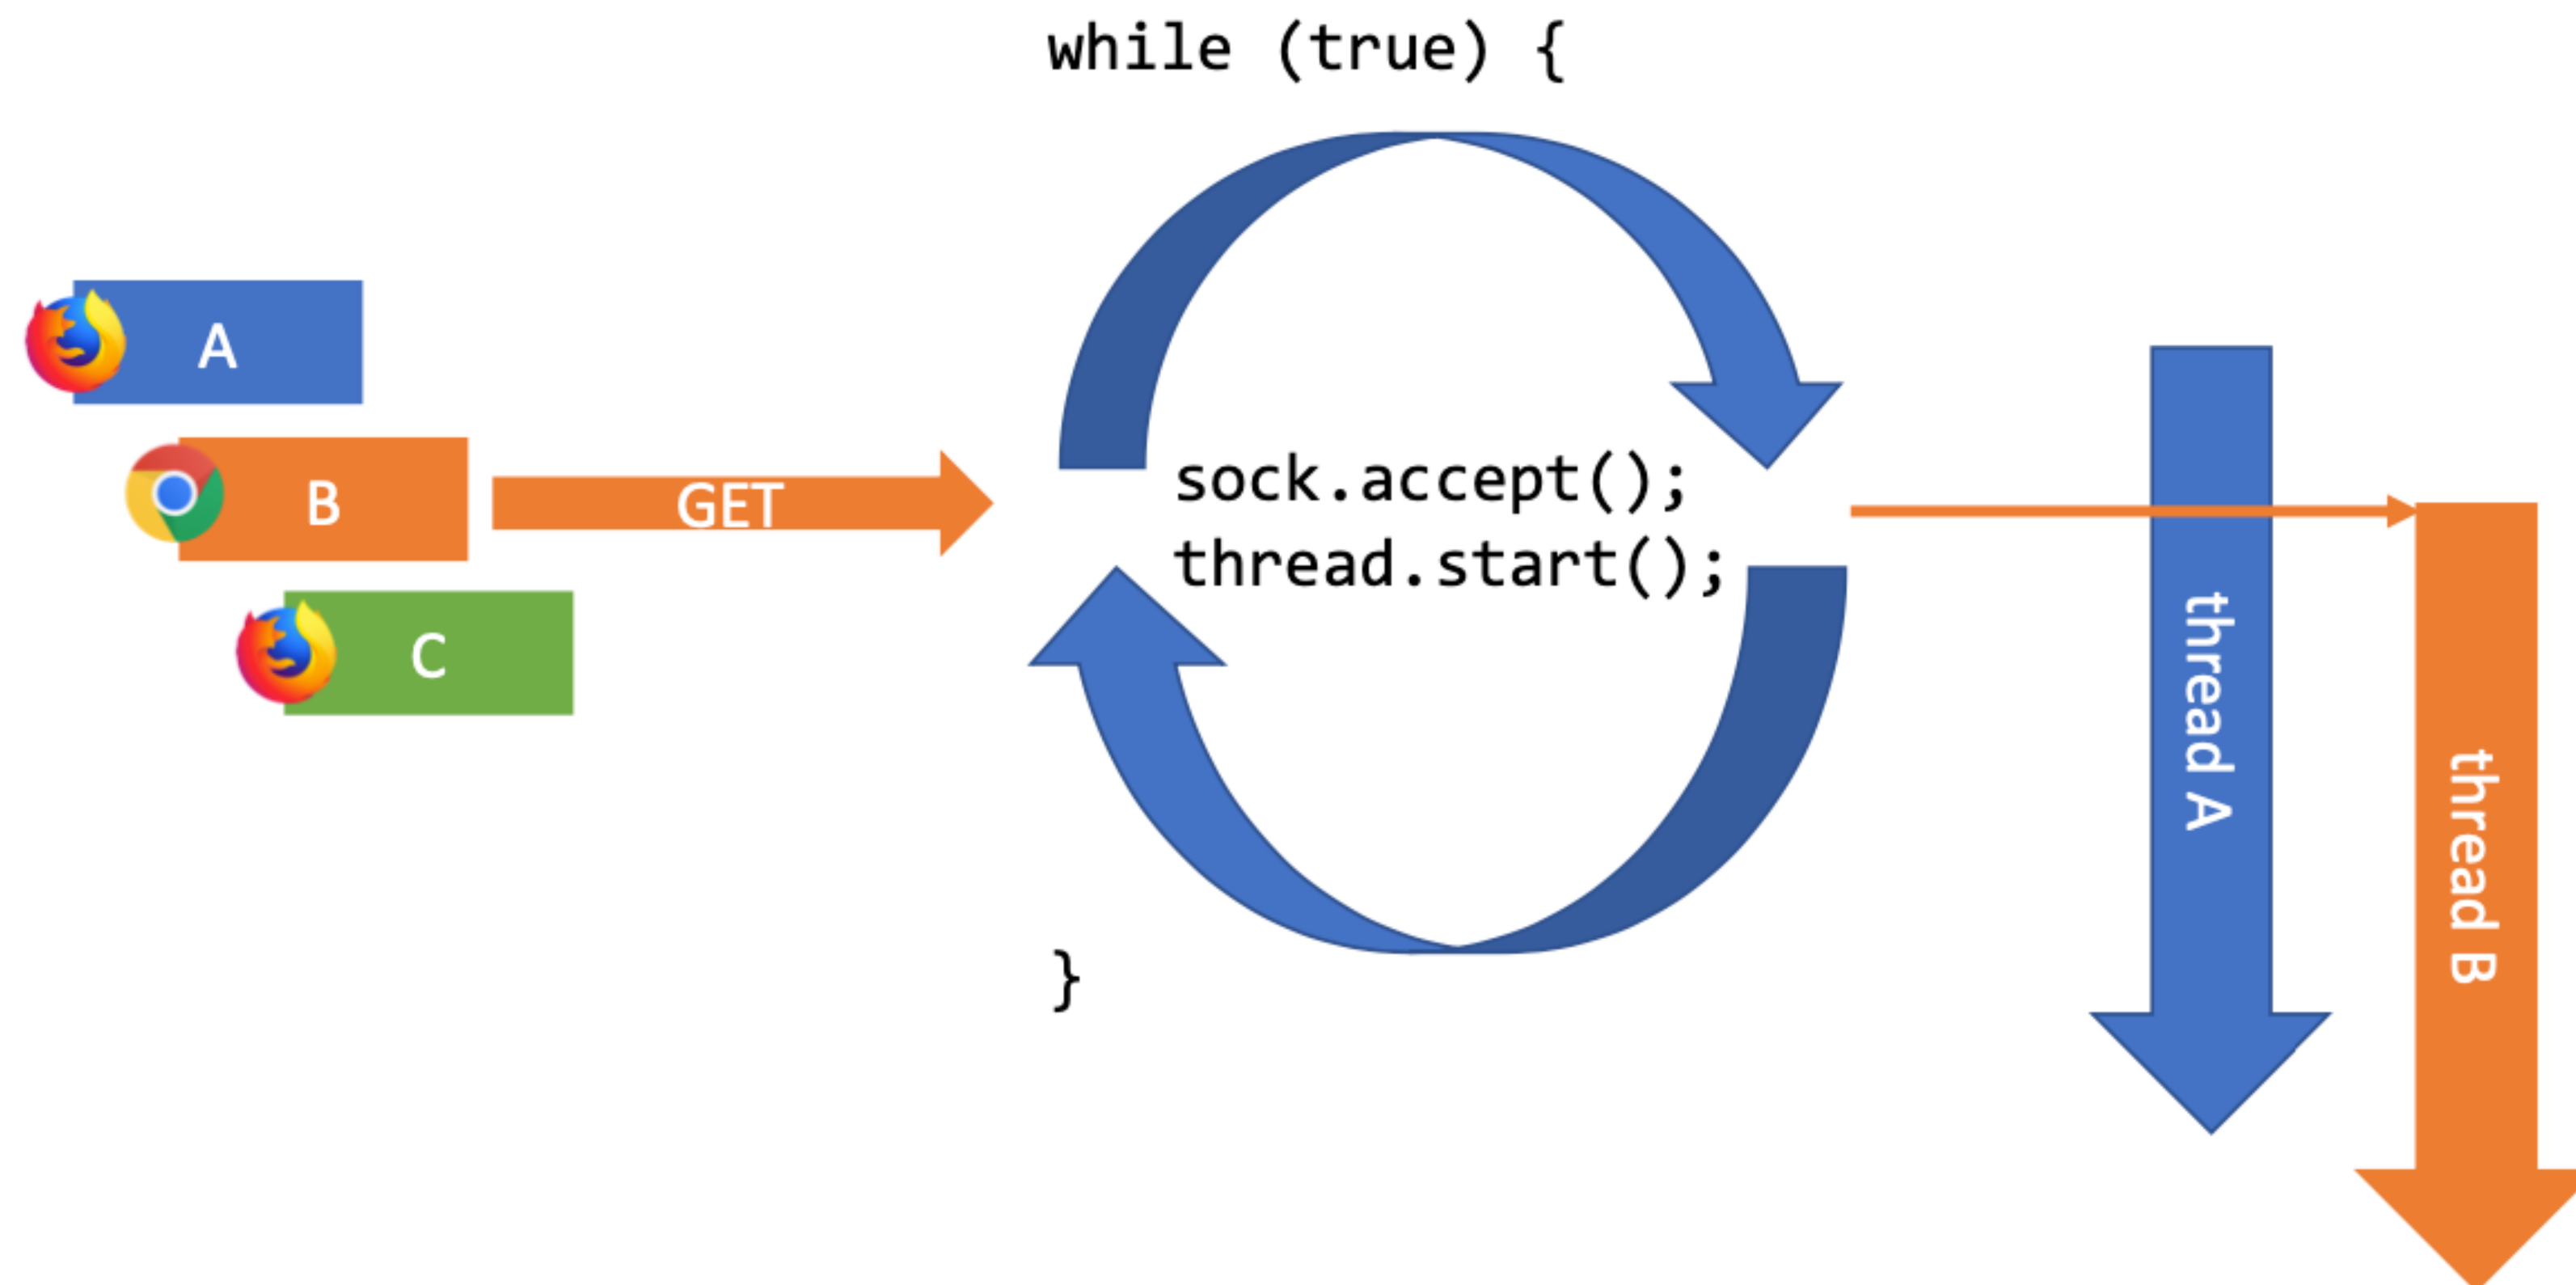 while (true) {
A
B
GET
C
sock.accept();
thread.start();
}
thread A
thread B